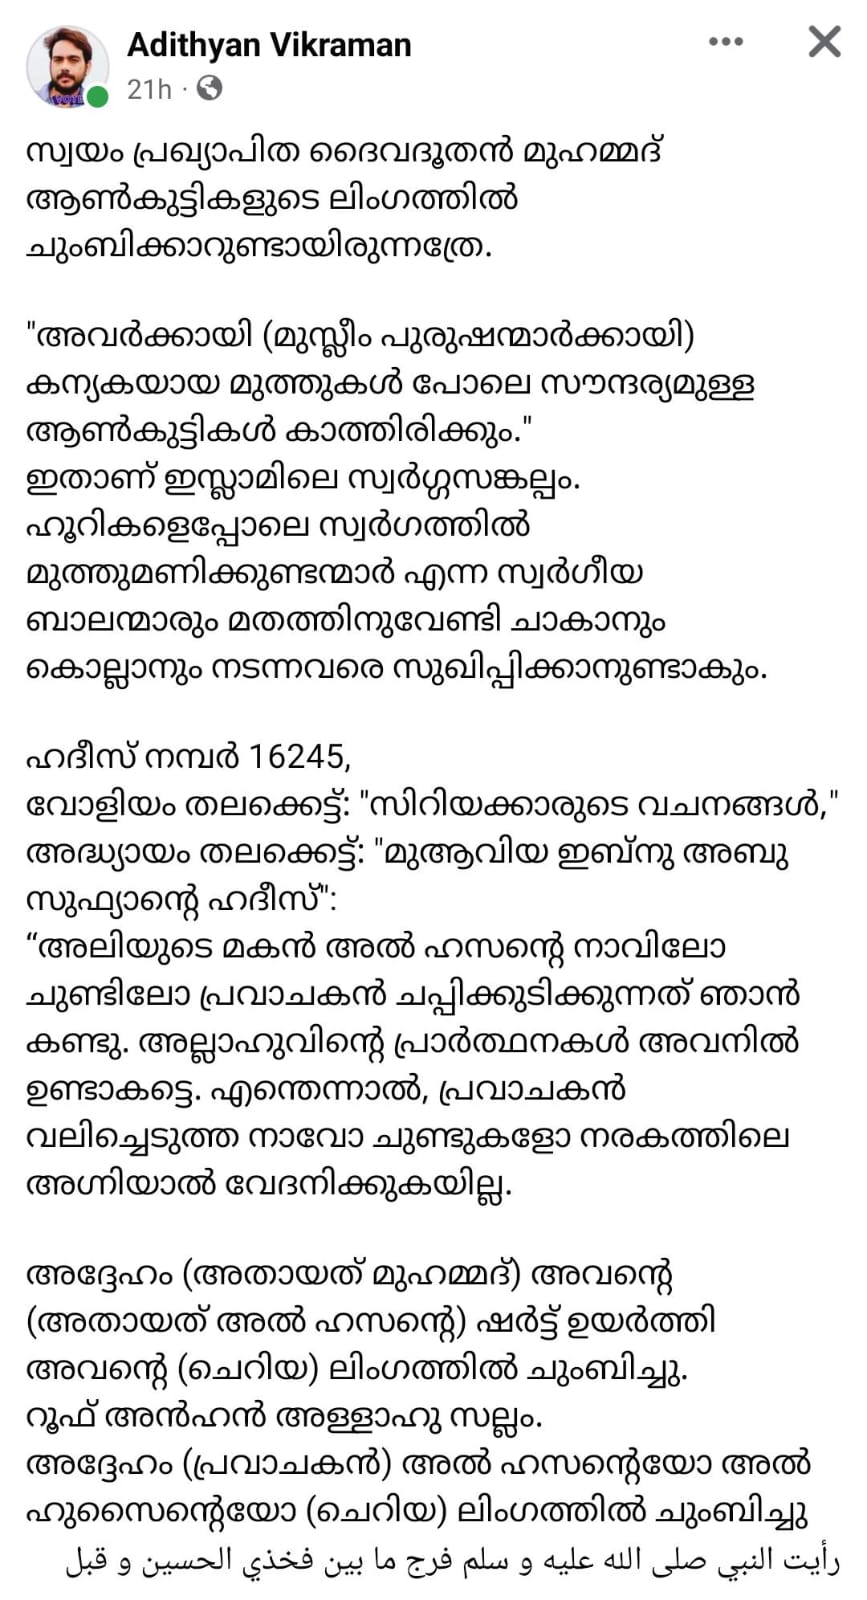 Adithyan Vikraman
21h ·
സ്വയം പ്രഖ്യാപിത ദൈവദൂതൻ മുഹമ്മദ്
ആൺകുട്ടികളുടെ ലിംഗത്തിൽ
ചുംബിക്കാറുണ്ടായിരുന്നത്രേ.
"അവർക്കായി (മുസ്ലീം പുരുഷന്മാർക്കായി)
കന്യകയായ മുത്തുകൾ പോലെ സൗന്ദര്യമുള്ള
ആൺകുട്ടികൾ കാത്തിരിക്കും."
ഇതാണ് ഇസ്ലാമിലെ സ്വർഗ്ഗസങ്കല്പം.
ഹൂറികളെപ്പോലെ സ്വർഗത്തിൽ
മുത്തുമണിക്കുണ്ടന്മാർ എന്ന സ്വർഗീയ
ബാലന്മാരും മതത്തിനുവേണ്ടി ചാകാനും
കൊല്ലാനും നടന്നവരെ സുഖിപ്പിക്കാനുണ്ടാകും.
ഹദീസ് നമ്പർ 16245,
വോളിയം തലക്കെട്ട്: "സിറിയക്കാരുടെ വചനങ്ങൾ,"
അദ്ധ്യായം തലക്കെട്ട്: "മുആവിയ ഇബ്നു അബു
സുഫ്യാന്റെ ഹദീസ്":
“അലിയുടെ മകൻ അൽ ഹസന്റെ നാവിലോ
ചുണ്ടിലോ പ്രവാചകൻ ചപ്പിക്കുടിക്കുന്നത് ഞാൻ
കണ്ടു. അല്ലാഹുവിന്റെ പ്രാർത്ഥനകൾ അവനിൽ
ഉണ്ടാകട്ടെ. എന്തെന്നാൽ, പ്രവാചകൻ
വലിച്ചെടുത്ത നാവോ ചുണ്ടുകളോ നരകത്തിലെ
അഗ്നിയാൽ വേദനിക്കുകയില്ല.
അദ്ദേഹം (അതായത് മുഹമ്മദ്) അവന്റെ
(അതായത് അൽ ഹസന്റെ) ഷർട്ട് ഉയർത്തി
അവന്റെ (ചെറിയ) ലിംഗത്തിൽ ചുംബിച്ചു.
റൂഫ് അൻഹൻ അള്ളാഹു സല്ലം.
അദ്ദേഹം (പ്രവാചകൻ) അൽ ഹസന്റെയോ അൽ
ഹുസൈന്റെയോ (ചെറിയ) ലിംഗത്തിൽ ചുംബിച്ചു
رأيت النبي صلى الله عليه و سلم فرج ما بين فخذي الحسين و قبل